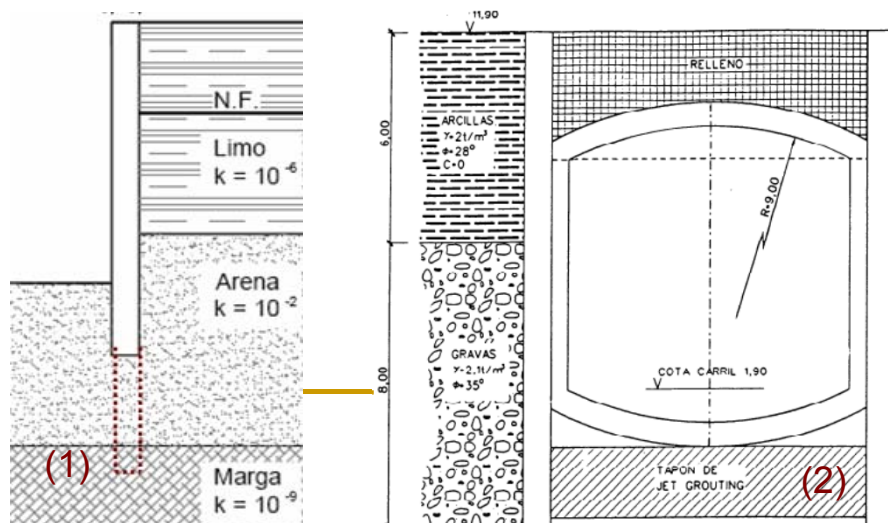 N.F.
Limo
k = 10 -6
Arena
k = 10 -2
(1)
Marga
k = 10 -9
11,90
6,00
ARCILLAS
γ=2t/m³
ϕ=28°
C=0
RELLENO
R=9,00
8,00
GRAVAS
γ=2.1t/m³
ϕ=35°
COTA CARRIL 1,90
TAPON DE
JET GROUTING
(2)